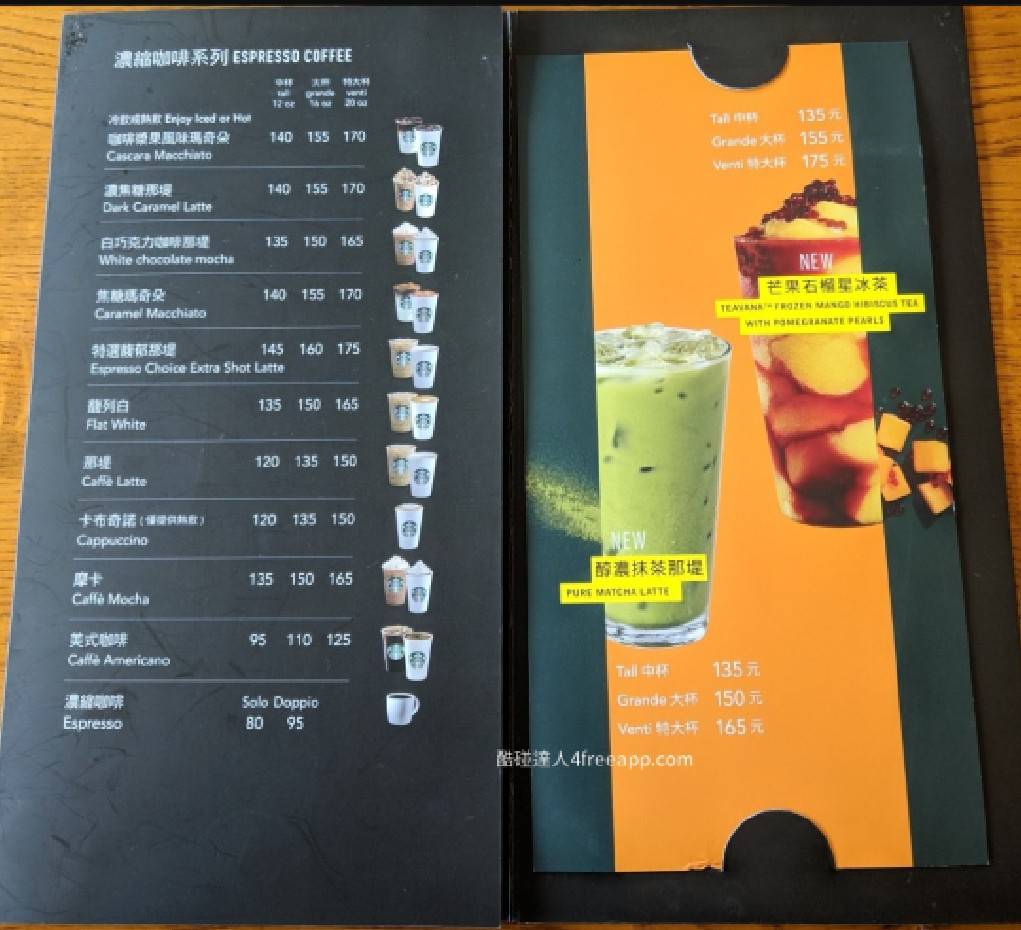 濃縮咖啡系列 ESPRESSO COFFEE
中杯 大杯 特大杯
tall grande venti
12 oz 16 oz 20 oz
冷飲或熱飲 Enjoy Iced or Hot
咖啡漿果風味瑪奇朵 140 155 170
Cascara Macchiato
濃焦糖那堤 140 155 170
Dark Caramel Latte
白巧克力咖啡那堤 135 150 165
White chocolate mocha
焦糖瑪奇朵 140 155 170
Caramel Macchiato
特選馥郁那堤 145 160 175
Espresso Choice Extra Shot Latte
馥列白 135 150 165
Flat White
那堤 120 135 150
Caffè Latte
卡布奇諾(僅提供熱飲) 120 135 150
Cappuccino
摩卡 135 150 165
Caffè Mocha
美式咖啡 95 110 125
Caffè Americano
濃縮咖啡 Solo Doppio
Espresso 80 95
Tall 中杯 135元
Grande 大杯 155元
Venti 特大杯 175元
NEW
芒果石榴星冰茶
TEAVANA™ FROZEN MANGO HIBISCUS TEA
WITH POMEGRANATE PEARLS
NEW
醇濃抹茶那堤
PURE MATCHA LATTE
Tall 中杯 135元
Grande 大杯 150元
Venti 特大杯 165元
酷碰達人4freeapp.com